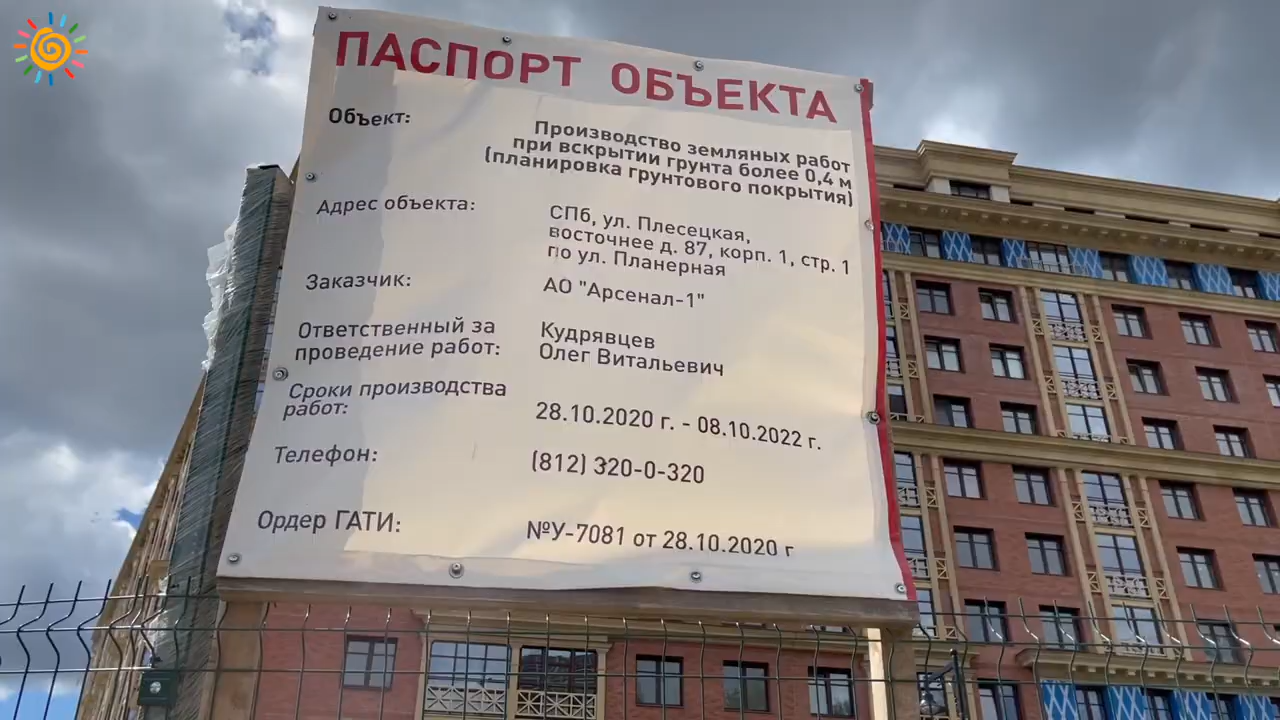 ПАСПОРТ ОБЪЕКТА
Объект:
Производство земляных работ
при вскрытии грунта более 0,4 м
(планировка грунтового покрытия)
Адрес объекта:
СПб, ул. Плесецкая,
восточнее д. 87, корп. 1, стр. 1
по ул. Планерная
Заказчик:
АО "Арсенал-1"
Ответственный за
проведение работ:
Кудрявцев
Олег Витальевич
Сроки производства
работ:
28.10.2020 г. - 08.10.2022 г.
Телефон:
(812) 320-0-320
Ордер ГАТИ:
№У-7081 от 28.10.2020 г